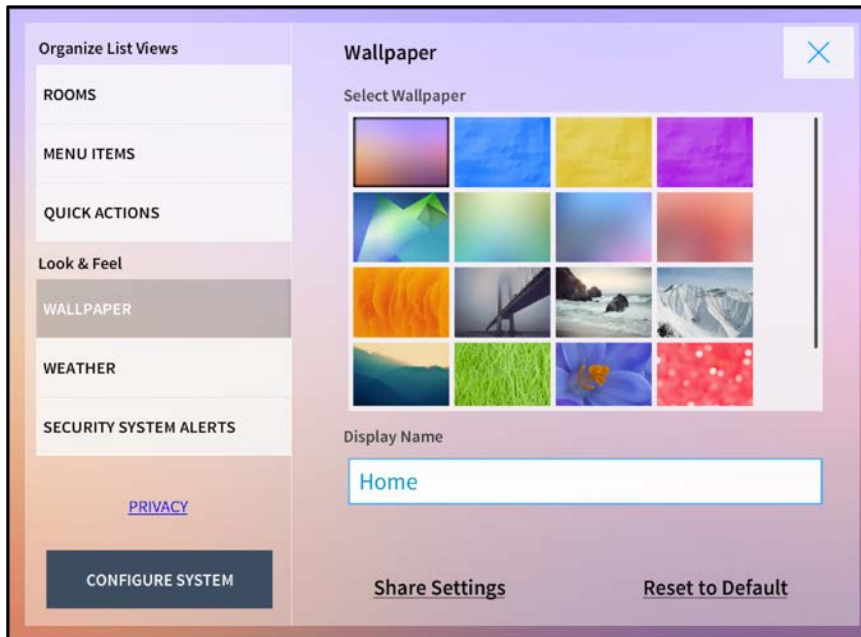 Organize List Views
ROOMS
MENU ITEMS
QUICK ACTIONS
Look & Feel
WALLPAPER
WEATHER
SECURITY SYSTEM ALERTS
PRIVACY
CONFIGURE SYSTEM
Wallpaper
Select Wallpaper
Display Name
Home
Share Settings
Reset to Default